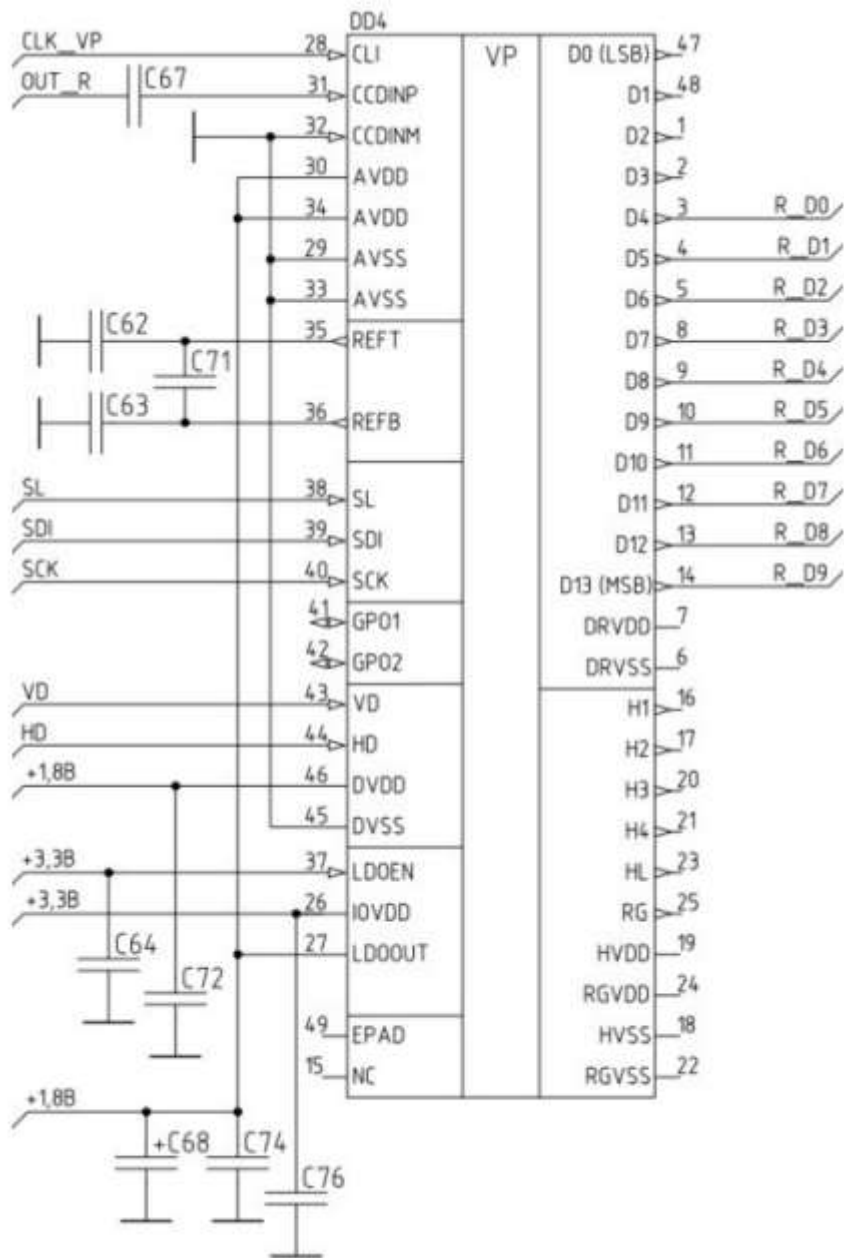 DD4
CLK_VP 28 CLI VP D0 (LSB) 47
OUT_R C67 31 CCDINP D1 48
32 CCDINM D2 1
30 AVDD D3 2
34 AVDD D4 3 R_D0
29 AVSS D5 4 R_D1
33 AVSS D6 5 R_D2
C62 35 REFT D7 8 R_D3
C71 D8 9 R_D4
C63 36 REFB D9 10 R_D5
D10 11 R_D6
SL 38 SL D11 12 R_D7
SDI 39 SDI D12 13 R_D8
SCK 40 SCK D13 (MSB) 14 R_D9
41 GPO1 DRVDD 7
42 GPO2 DRVSS 6
VD 43 VD H1 16
HD 44 HD H2 17
+1,8В 46 DVDD H3 20
45 DVSS H4 21
+3,3В 37 LDOEN HL 23
+3,3В 26 IOVDD RG 25
C64 27 LDOOUT HVDD 19
C72 RGVDD 24
49 EPAD HVSS 18
15 NC RGVSS 22
+1,8В
+C68 C74 C76